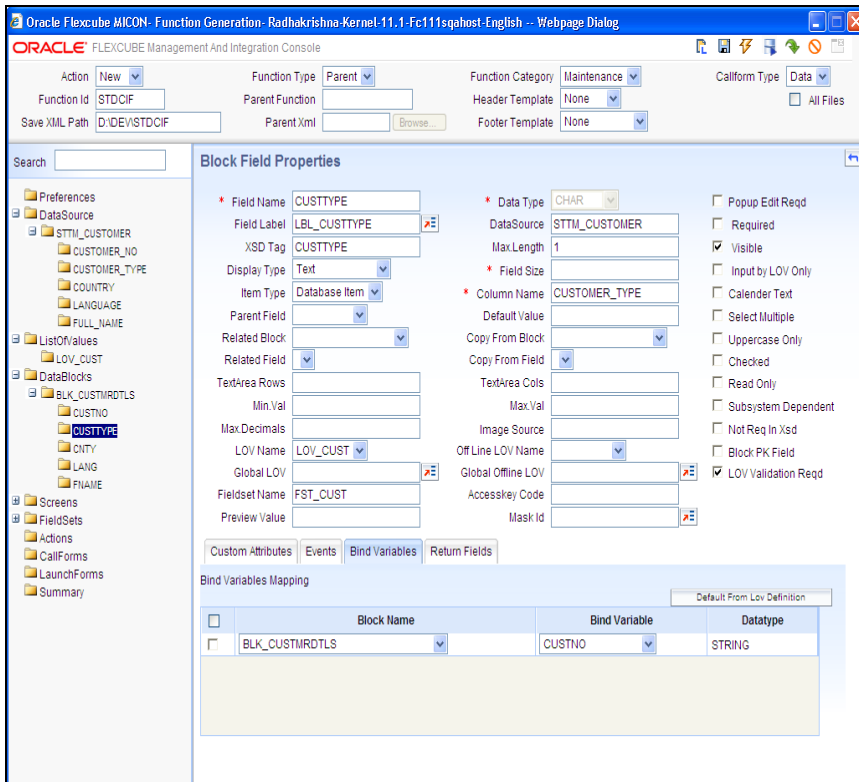 Oracle Flexcube MICON- Function Generation- Radhakrishna-Kernel-11.1-Fc111sqahost-English -- Webpage Dialog
ORACLE FLEXCUBE Management And Integration Console
Action New Function Type Parent Function Category Maintenance Callform Type Data
Function Id STDCIF Parent Function Header Template None All Files
Save XML Path D:\DEV\STDCIF Parent Xml Browse... Footer Template None
Search
Preferences
DataSource
STTM_CUSTOMER
CUSTOMER_NO
CUSTOMER_TYPE
COUNTRY
LANGUAGE
FULL_NAME
ListOfValues
LOV_CUST
DataBlocks
BLK_CUSTMRDTLS
CUSTNO
CUSTTYPE
CNTY
LANG
FNAME
Screens
FieldSets
Actions
CallForms
LaunchForms
Summary
Block Field Properties
* Field Name CUSTTYPE * Data Type CHAR Popup Edit Reqd
Field Label LBL_CUSTTYPE DataSource STTM_CUSTOMER Required
XSD Tag CUSTTYPE Max.Length 1 Visible
Display Type Text * Field Size Input by LOV Only
Item Type Database Item * Column Name CUSTOMER_TYPE Calender Text
Parent Field Default Value Select Multiple
Related Block Copy From Block Uppercase Only
Related Field Copy From Field Checked
TextArea Rows TextArea Cols Read Only
Min.Val Max.Val Subsystem Dependent
Max.Decimals Image Source Not Req In Xsd
LOV Name LOV_CUST Off Line LOV Name Block PK Field
Global LOV Global Offline LOV LOV Validation Reqd
Fieldset Name FST_CUST Accesskey Code
Preview Value Mask Id
Custom Attributes Events Bind Variables Return Fields
Bind Variables Mapping
Default From Lov Definition
Block Name Bind Variable Datatype
BLK_CUSTMRDTLS CUSTNO STRING